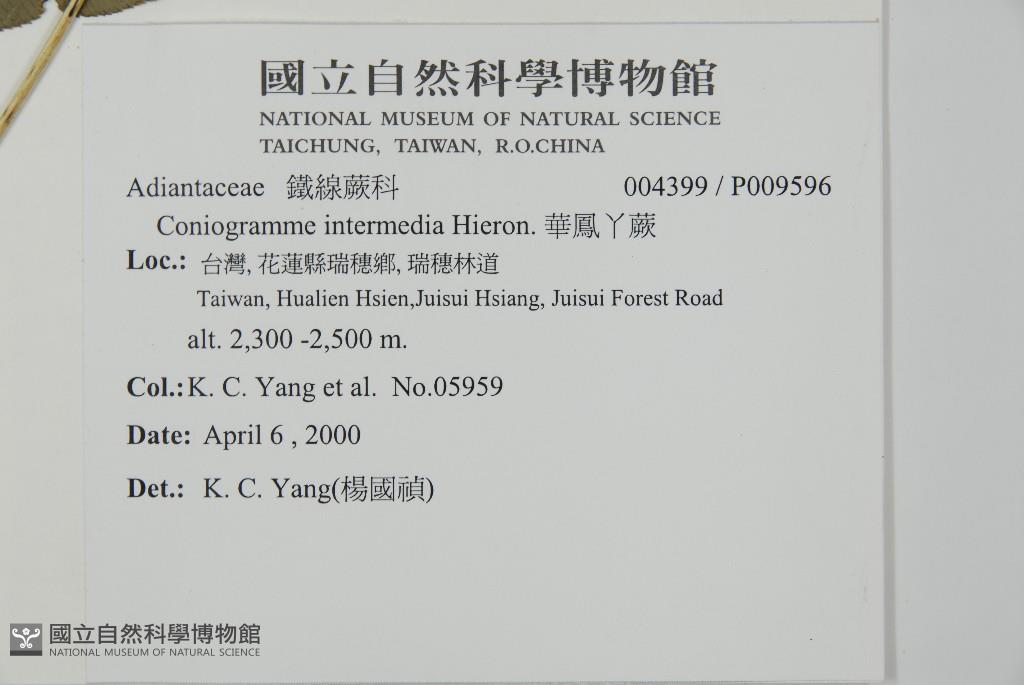 國立自然科學博物館
NATIONAL MUSEUM OF NATURAL SCIENCE
TAICHUNG, TAIWAN, R.O.CHINA
Adiantaceae 鐵線蕨科 004399 / P009596
Coniogramme intermedia Hieron. 華鳳丫蕨
Loc.: 台灣, 花蓮縣瑞穗鄉, 瑞穗林道
Taiwan, Hualien Hsien,Juisui Hsiang, Juisui Forest Road
alt. 2,300 -2,500 m.
Col.: K. C. Yang et al. No.05959
Date: April 6 , 2000
Det.: K. C. Yang(楊國禎)
國立自然科學博物館
NATIONAL MUSEUM OF NATURAL SCIENCE